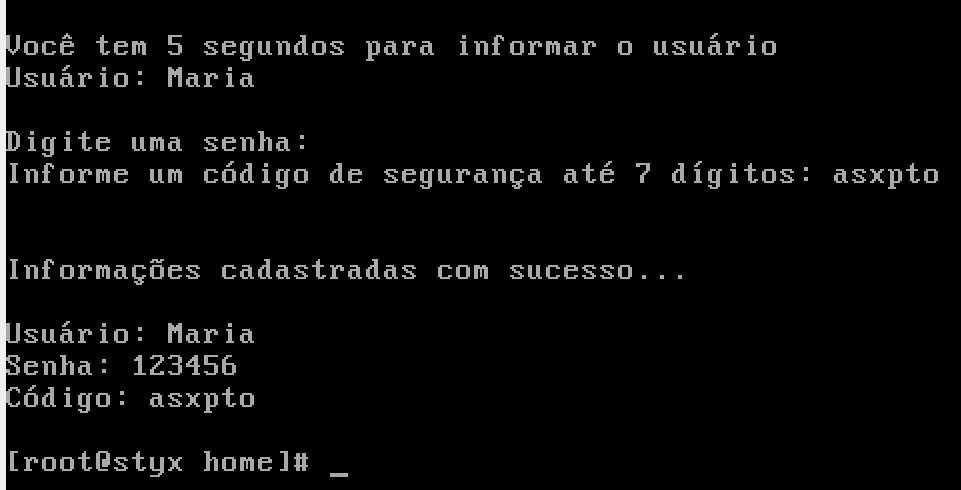 Você tem 5 segundos para informar o usuário
Usuário: Maria
Digite uma senha:
Informe um código de segurança até 7 dígitos: asxpto
Informações cadastradas com sucesso...
Usuário: Maria
Senha: 123456
Código: asxpto
[root@styx home]# _